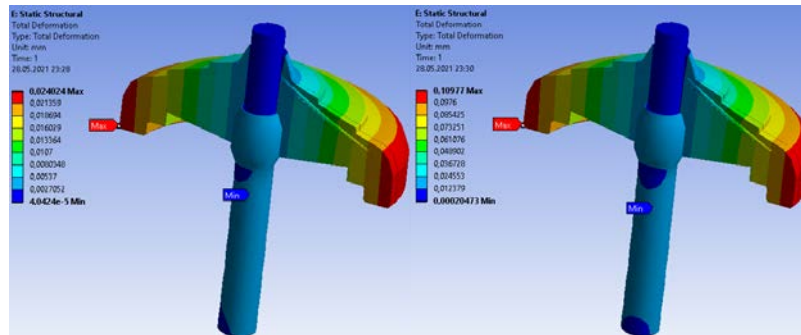 E: Static Structural
Total Deformation
Type: Total Deformation
Unit: mm
Time: 1
28.05.2021 23:28
0,024024 Max
0,021359
0,018694
0,016029
0,013364
0,0107
0,0080348
0,00537
0,0027052
4,0424e-5 Min
Max
Min
E: Static Structural
Total Deformation
Type: Total Deformation
Unit: mm
Time: 1
28.05.2021 23:30
0,10977 Max
0,0976
0,085425
0,073251
0,061076
0,048902
0,036728
0,024553
0,012379
0,00020473 Min
Max
Min